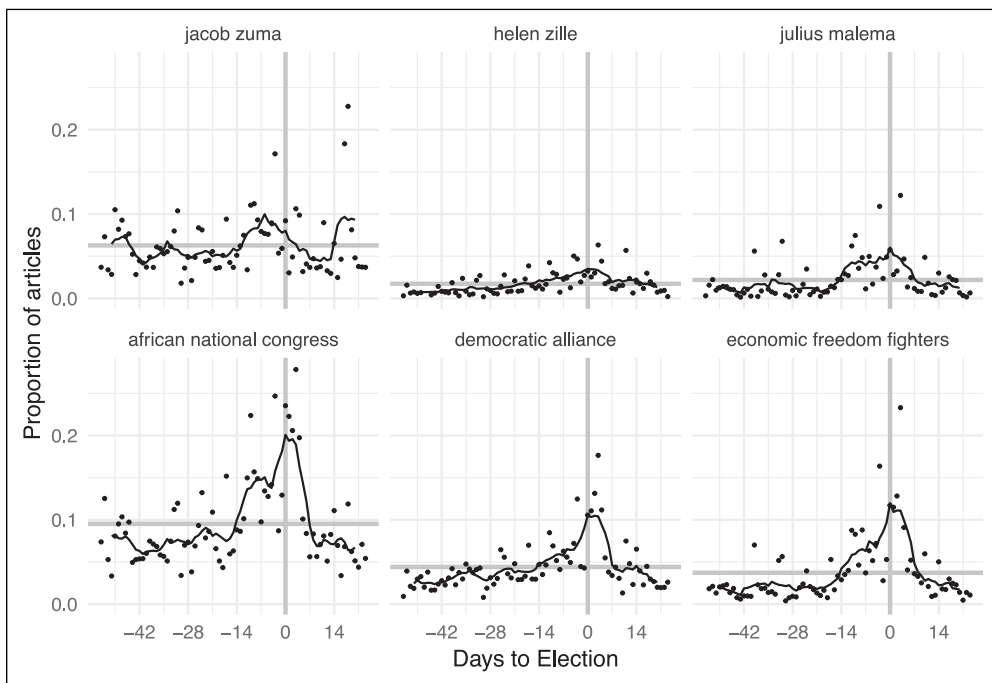 jacob zuma
helen zille
julius malema
0.2
0.1
0.0
african national congress
democratic alliance
economic freedom fighters
0.2
0.1
0.0
Proportion of articles
−42 −28 −14 0 14
−42 −28 −14 0 14
−42 −28 −14 0 14
Days to Election